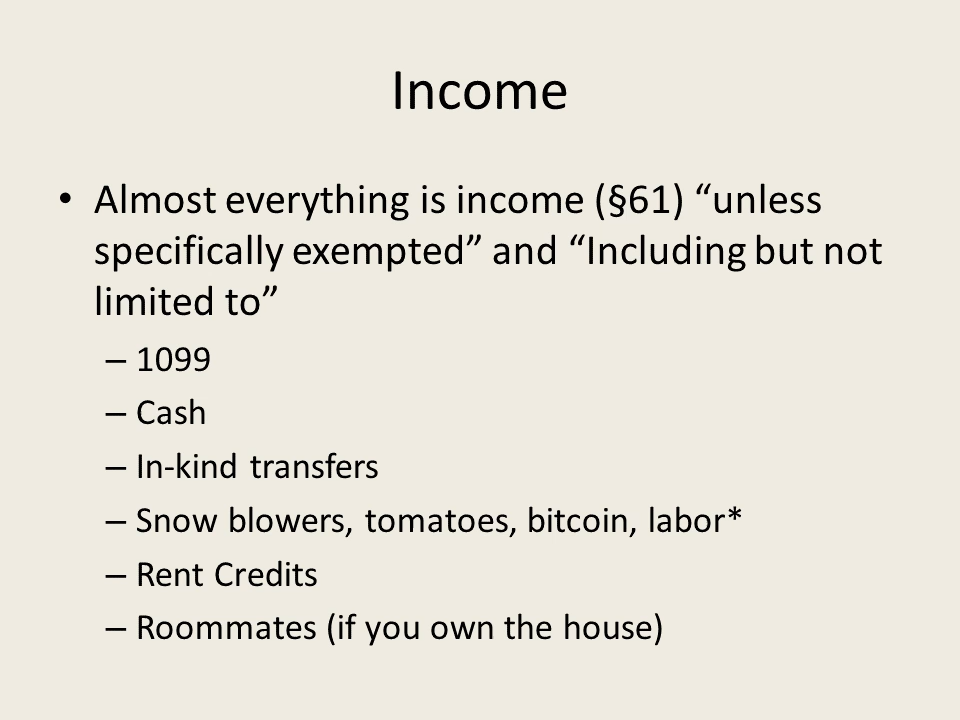 Income
• Almost everything is income (§61) “unless
specifically exempted” and “Including but not
limited to”
– 1099
– Cash
– In-kind transfers
– Snow blowers, tomatoes, bitcoin, labor*
– Rent Credits
– Roommates (if you own the house)